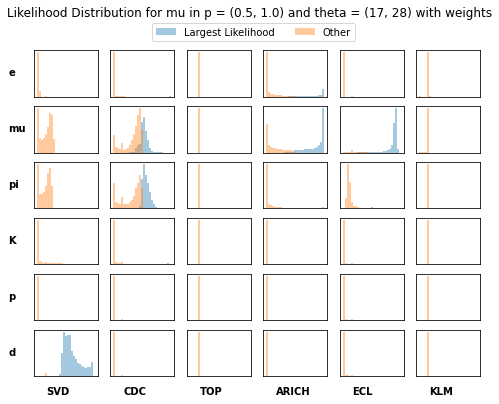 Likelihood Distribution for mu in p = (0.5, 1.0) and theta = (17, 28) with weights
Largest Likelihood Other
e
mu
pi
K
p
d
SVD CDC TOP ARICH ECL KLM